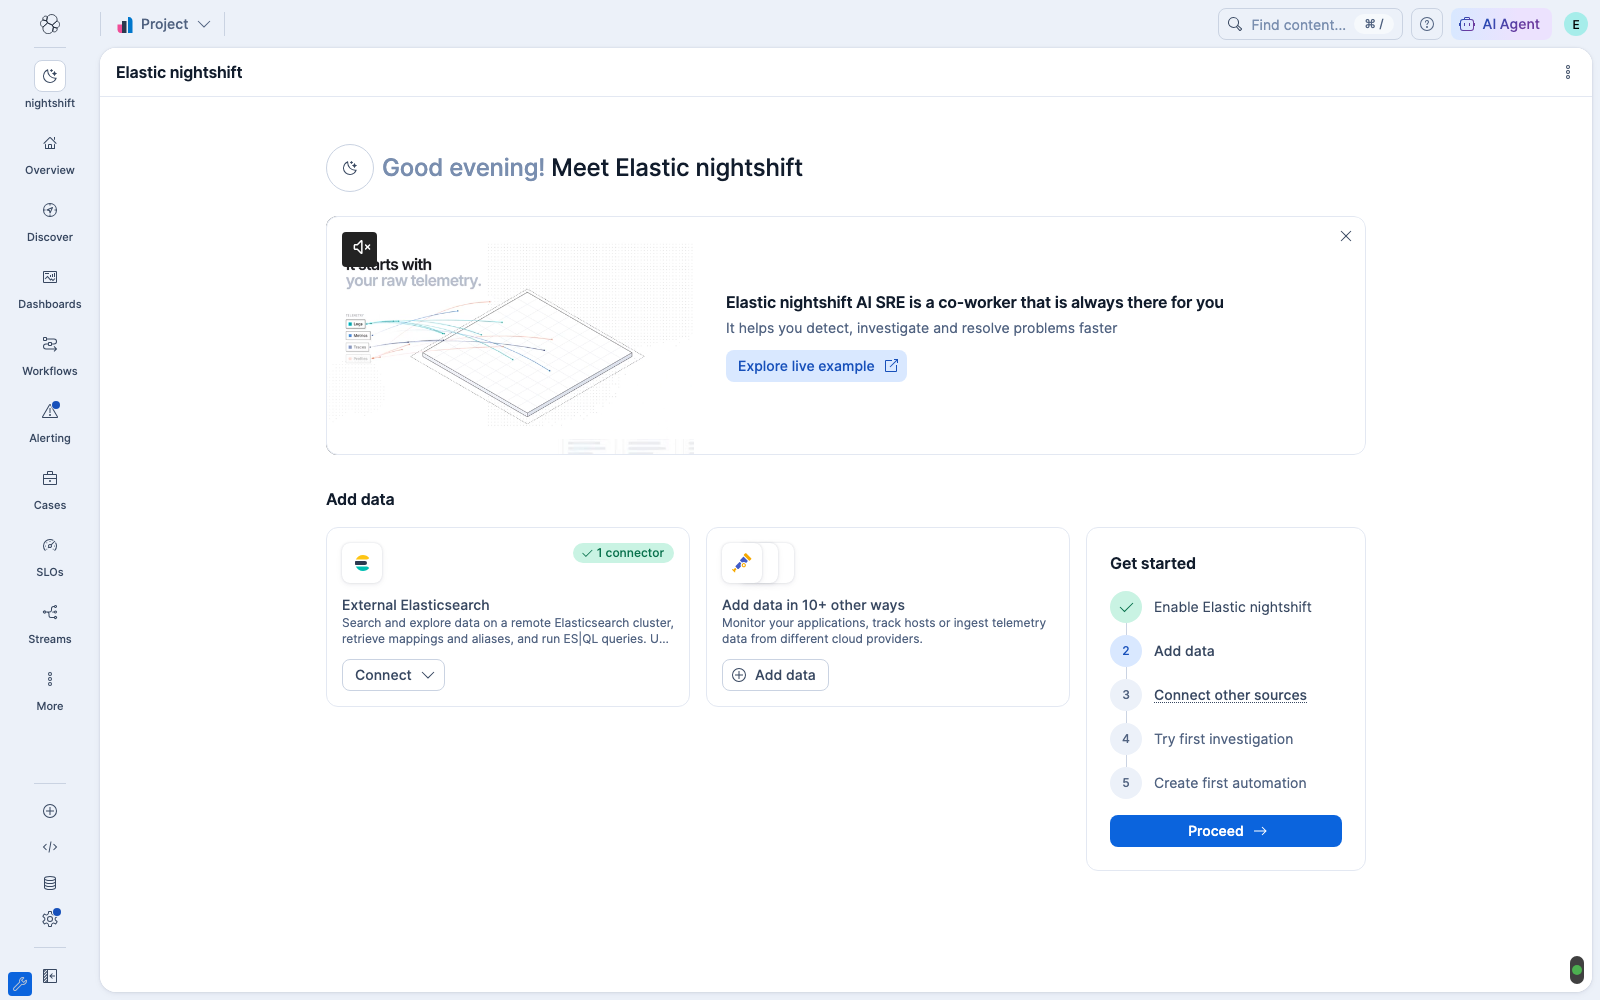 Project
Find content...
⌘ /
AI Agent
E
nightshift
Overview
Discover
Dashboards
Workflows
Alerting
Cases
SLOs
Streams
More
Elastic nightshift
Good evening! Meet Elastic nightshift
It starts with
your raw telemetry.
Logs
Metrics
Traces
Elastic nightshift AI SRE is a co-worker that is always there for you
It helps you detect, investigate and resolve problems faster
Explore live example
Add data
1 connector
External Elasticsearch
Search and explore data on a remote Elasticsearch cluster,
retrieve mappings and aliases, and run ES|QL queries. U...
Connect
Add data in 10+ other ways
Monitor your applications, track hosts or ingest telemetry
data from different cloud providers.
Add data
Get started
Enable Elastic nightshift
2 Add data
3 Connect other sources
4 Try first investigation
5 Create first automation
Proceed